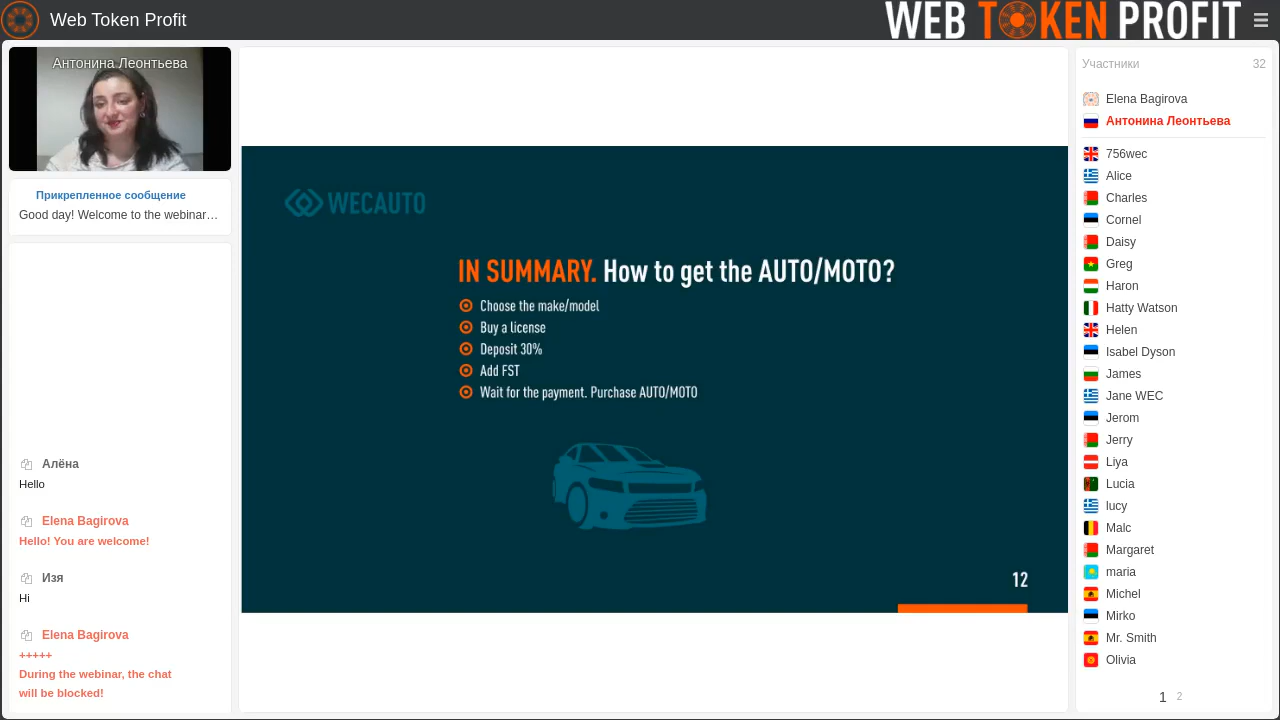 Web Token Profit
WEB TOKEN PROFIT
Антонина Леонтьева
Прикрепленное сообщение
Good day! Welcome to the webinar…
Алёна
Hello
Elena Bagirova
Hello! You are welcome!
Изя
Hi
Elena Bagirova
+++++
During the webinar, the chat
will be blocked!
WECAUTO
IN SUMMARY. How to get the AUTO/MOTO?
Choose the make/model
Buy a license
Deposit 30%
Add FST
Wait for the payment. Purchase AUTO/MOTO
12
Участники 32
Elena Bagirova
Антонина Леонтьева
756wec
Alice
Charles
Cornel
Daisy
Greg
Haron
Hatty Watson
Helen
Isabel Dyson
James
Jane WEC
Jerom
Jerry
Liya
Lucia
lucy
Malc
Margaret
maria
Michel
Mirko
Mr. Smith
Olivia
1 2